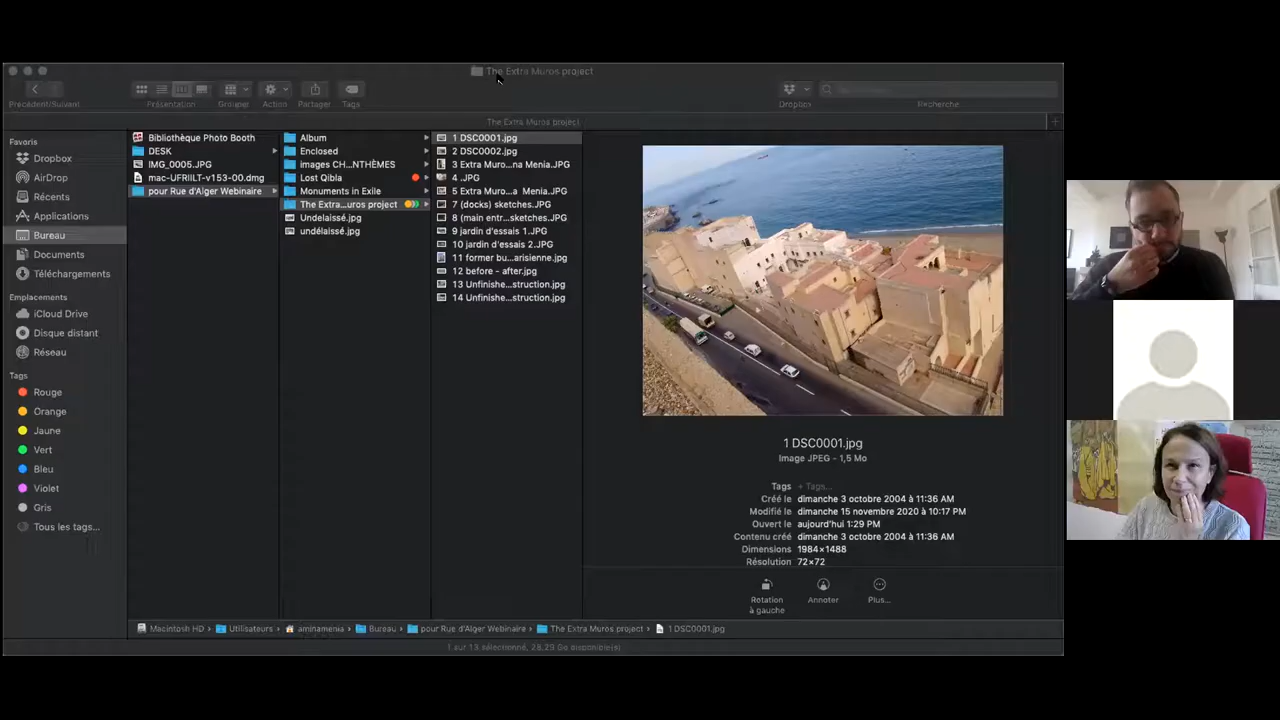 The Extra Muros project
Précédent/Suivant
Présentation
Grouper
Action
Partager
Tags
Dropbox
Recherche
The Extra Muros project
Favoris
Dropbox
AirDrop
Récents
Applications
Bureau
Documents
Téléchargements
Emplacements
iCloud Drive
Disque distant
Réseau
Tags
Rouge
Orange
Jaune
Vert
Bleu
Violet
Gris
Tous les tags...
Bibliothèque Photo Booth
DESK
IMG_0005.JPG
mac-UFRIILT-v153-00.dmg
pour Rue d'Alger Webinaire
Album
Enclosed
images CH...NTHÈMES
Lost Qibla
Monuments in Exile
The Extra...uros project
Undelaissé.jpg
undélaissé.jpg
1 DSC0001.jpg
2 DSC0002.jpg
3 Extra Muro...na Menia.JPG
4 .JPG
5 Extra Muro...a Menia.JPG
7 (docks) sketches.JPG
8 (main entr...sketches.JPG
9 jardin d'essais 1.JPG
10 jardin d'essais 2.JPG
11 former bu...arisienne.jpg
12 before - after.jpg
13 Unfinishe...struction.jpg
14 Unfinishe...struction.jpg
1 DSC0001.jpg
Image JPEG - 1,5 Mo
Tags + Tags...
Créé le dimanche 3 octobre 2004 à 11:36 AM
Modifié le dimanche 15 novembre 2020 à 10:17 PM
Ouvert le aujourd'hui 1:29 PM
Contenu créé dimanche 3 octobre 2004 à 11:36 AM
Dimensions 1984×1488
Résolution 72×72
Rotation
à gauche
Annoter
Plus...
Macintosh HD › Utilisateurs › aminamenia › Bureau › pour Rue d'Alger Webinaire › The Extra Muros project › 1 DSC0001.jpg
1 sur 13 sélectionné, 28,29 Go disponible(s)